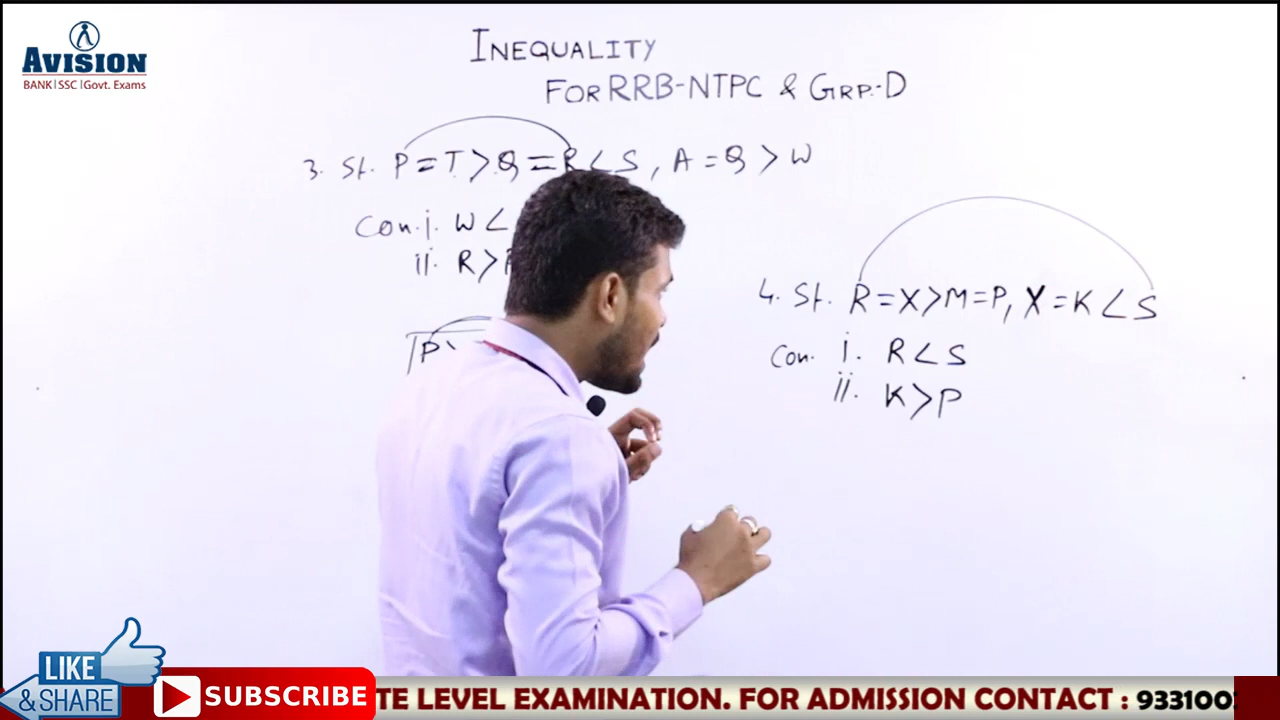 AVISION
BANK|SSC|Govt. Exams
INEQUALITY
FOR RRB-NTPC & GRP.-D
3. St. P = T > Q = R < S, A = Q > W
Con. i. W <
ii. R >
P
4. St. R = X > M = P, X = K < S
Con. i. R < S
ii. K > P
LIKE
& SHARE
SUBSCRIBE
TE LEVEL EXAMINATION. FOR ADMISSION CONTACT : 933100